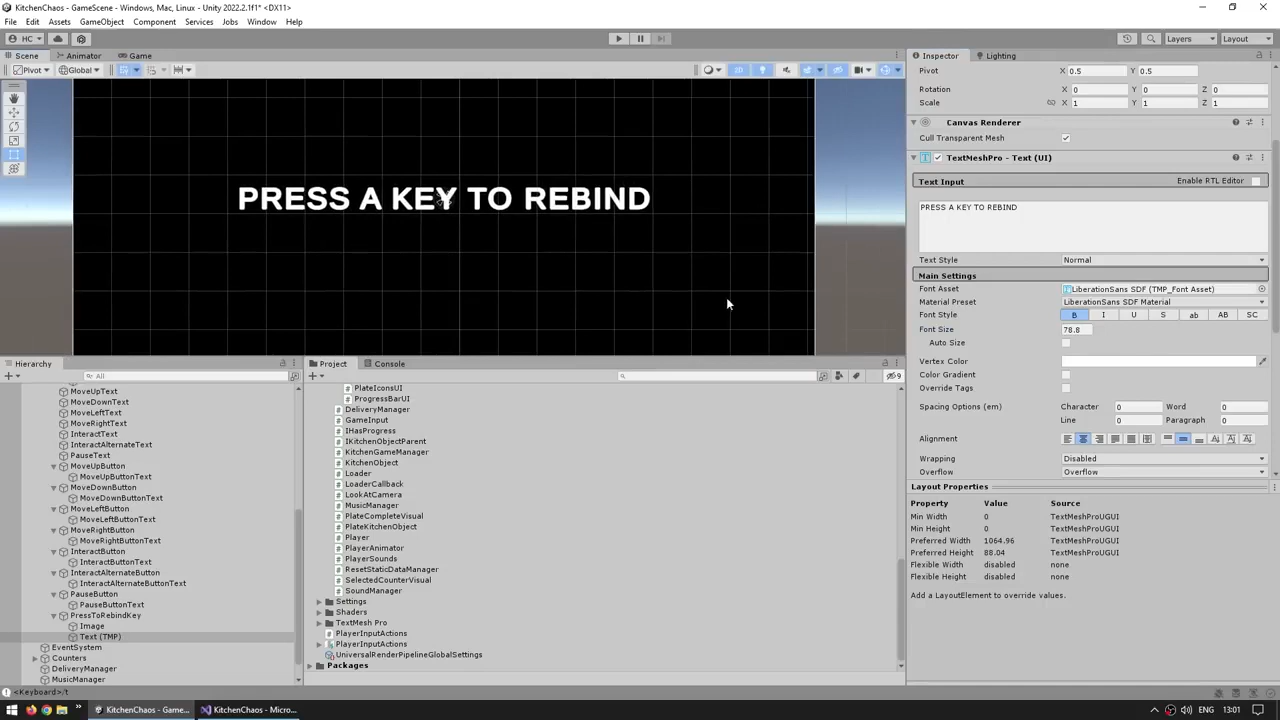 KitchenChaos - GameScene - Windows, Mac, Linux - Unity 2022.2.1f1* <DX11>
File Edit Assets GameObject Component Services Jobs Window Help
HC Layers Layout
Scene Animator Game
Pivot Global 2D
PRESS A KEY TO REBIND
Inspector Lighting
Pivot X 0.5 Y 0.5
Rotation X 0 Y 0 Z 0
Scale X 1 Y 1 Z 1
Canvas Renderer
Cull Transparent Mesh
TextMeshPro - Text (UI)
Text Input Enable RTL Editor
PRESS A KEY TO REBIND
Text Style Normal
Main Settings
Font Asset LiberationSans SDF (TMP_Font Asset)
Material Preset LiberationSans SDF Material
Font Style B I U S ab AB SC
Font Size 78.8
Auto Size
Vertex Color
Color Gradient
Override Tags
Spacing Options (em) Character 0 Word 0
Line 0 Paragraph 0
Alignment
Wrapping Disabled
Overflow Overflow
Layout Properties
Property Value Source
Min Width 0 TextMeshProUGUI
Min Height 0 TextMeshProUGUI
Preferred Width 1064.96 TextMeshProUGUI
Preferred Height 88.04 TextMeshProUGUI
Flexible Width disabled none
Flexible Height disabled none
Add a LayoutElement to override values.
Hierarchy
All
MoveUpText
MoveDownText
MoveLeftText
MoveRightText
InteractText
InteractAlternateText
PauseText
MoveUpButton
MoveUpButtonText
MoveDownButton
MoveDownButtonText
MoveLeftButton
MoveLeftButtonText
MoveRightButton
MoveRightButtonText
InteractButton
InteractButtonText
InteractAlternateButton
InteractAlternateButtonText
PauseButton
PauseButtonText
PressToRebindKey
Image
Text (TMP)
EventSystem
Counters
DeliveryManager
MusicManager
Project Console
9
PlateIconsUI
ProgressBarUI
DeliveryManager
GameInput
IHasProgress
IKitchenObjectParent
KitchenGameManager
KitchenObject
Loader
LoaderCallback
LookAtCamera
MusicManager
PlateCompleteVisual
PlateKitchenObject
Player
PlayerAnimator
PlayerSounds
ResetStaticDataManager
SelectedCounterVisual
SoundManager
Settings
Shaders
TextMesh Pro
PlayerInputActions
PlayerInputActions
UniversalRenderPipelineGlobalSettings
Packages
<Keyboard>/t
KitchenChaos - Game... KitchenChaos - Micro... ENG 13:01